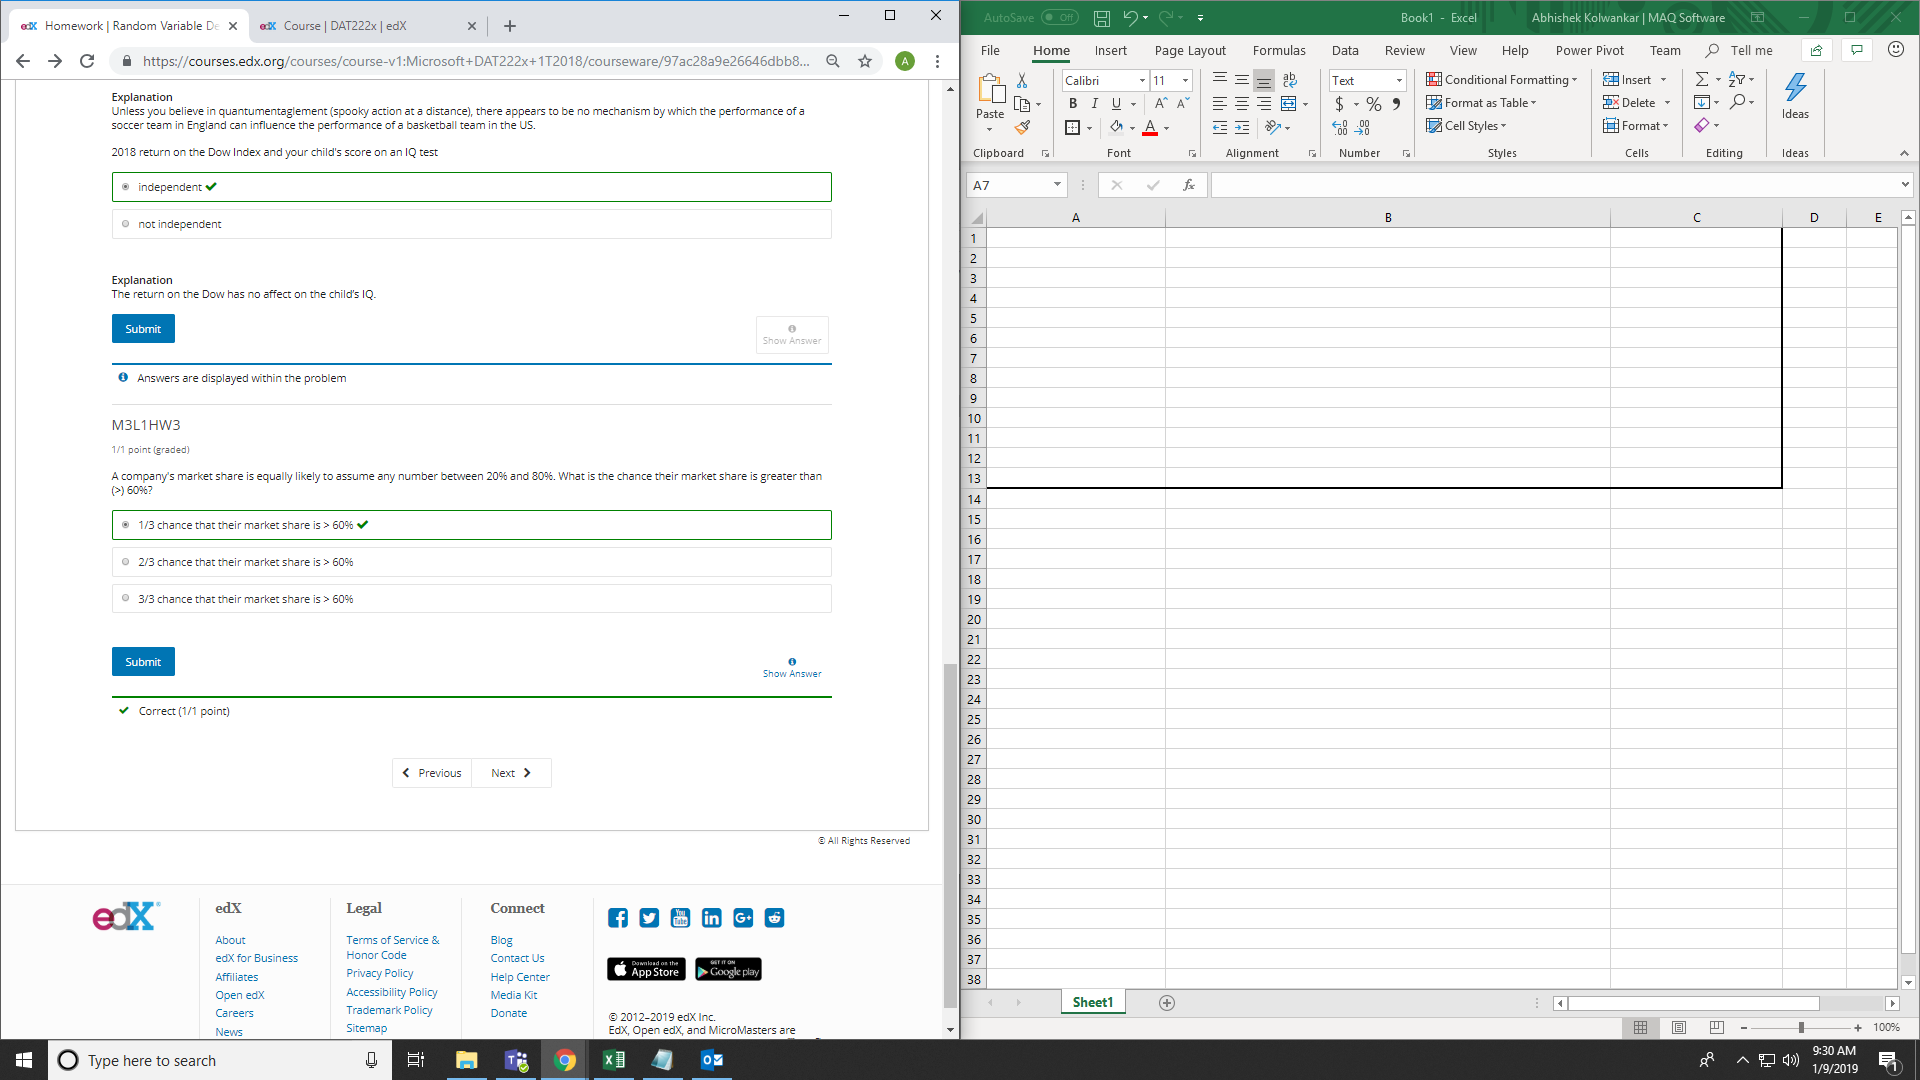 Homework | Random Variable De
Course | DAT222x | edX
https://courses.edx.org/courses/course-v1:Microsoft+DAT222x+1T2018/courseware/97ac28a9e26646dbb8...
A
Explanation
Unless you believe in quantumentaglement (spooky action at a distance), there appears to be no mechanism by which the performance of a
soccer team in England can influence the performance of a basketball team in the US.
2018 return on the Dow Index and your child's score on an IQ test
independent
not independent
Explanation
The return on the Dow has no affect on the child's IQ.
Submit
Show Answer
Answers are displayed within the problem
M3L1HW3
1/1 point (graded)
A company's market share is equally likely to assume any number between 20% and 80%. What is the chance their market share is greater than
(>) 60%?
1/3 chance that their market share is > 60%
2/3 chance that their market share is > 60%
3/3 chance that their market share is > 60%
Submit
Show Answer
Correct (1/1 point)
Previous
Next
© All Rights Reserved
edX
edX
About
edX for Business
Affiliates
Open edX
Careers
News
Legal
Terms of Service &
Honor Code
Privacy Policy
Accessibility Policy
Trademark Policy
Sitemap
Connect
Blog
Contact Us
Help Center
Media Kit
Donate
Download on the
App Store
GET IT ON
Google play
© 2012–2019 edX Inc.
EdX, Open edX, and MicroMasters are
AutoSave Off
Book1 - Excel
Abhishek Kolwankar | MAQ Software
File Home Insert Page Layout Formulas Data Review View Help Power Pivot Team Tell me
Paste
Clipboard
Calibri 11
B I U
Font
Alignment
Text
$ % ,
Number
Conditional Formatting
Format as Table
Cell Styles
Styles
Insert
Delete
Format
Cells
Editing
Ideas
Ideas
A7
fx
A B C D E
1
2
3
4
5
6
7
8
9
10
11
12
13
14
15
16
17
18
19
20
21
22
23
24
25
26
27
28
29
30
31
32
33
34
35
36
37
38
Sheet1
100%
Type here to search
9:30 AM
1/9/2019
1